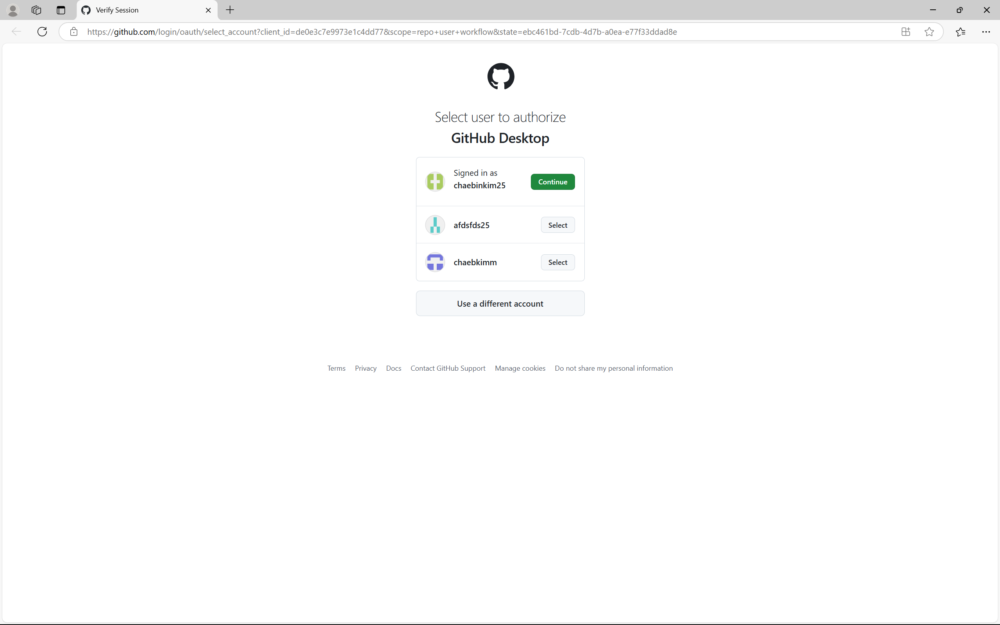 Verify Session
https://github.com/login/oauth/select_account?client_id=de0e3c7e9973e1c4dd77&scope=repo+user+workflow&state=ebc461bd-7cdb-4d7b-a0ea-e77f33ddad8e
Select user to authorize
GitHub Desktop
Signed in as
chaebinkim25
Continue
afdsfds25
Select
chaebkimm
Select
Use a different account
Terms Privacy Docs Contact GitHub Support Manage cookies Do not share my personal information